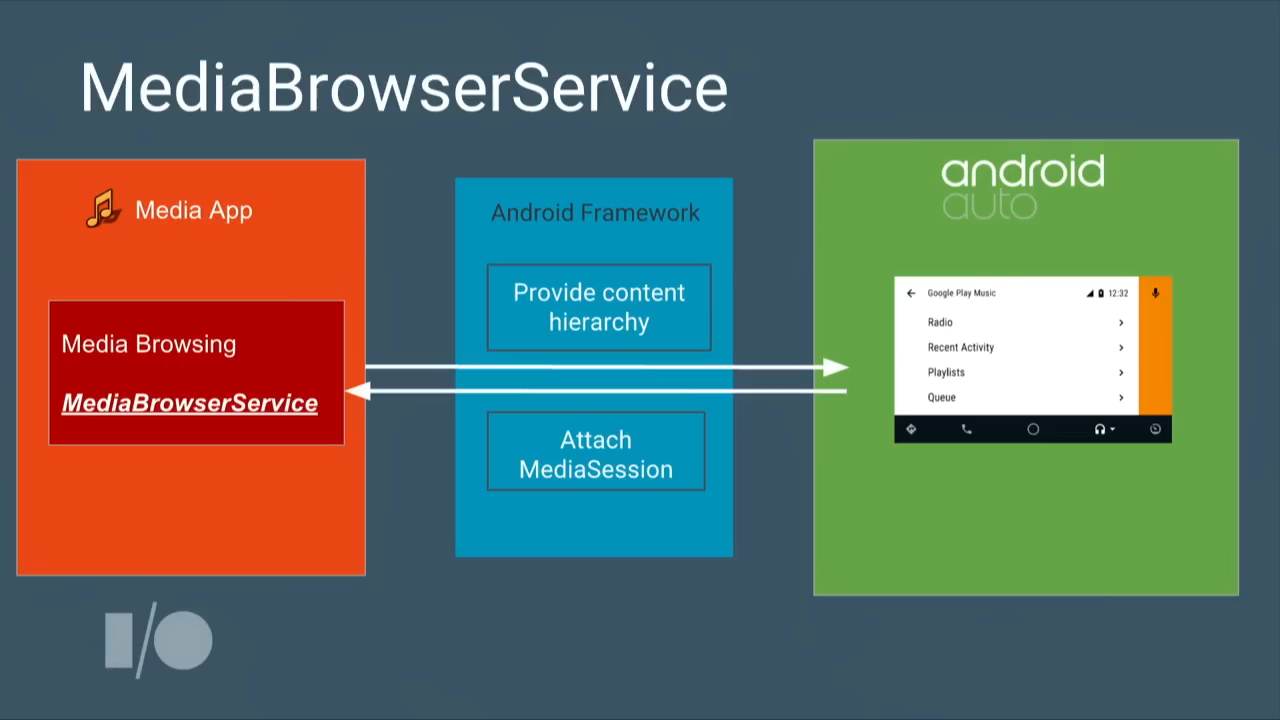 MediaBrowserService
Media App
Media Browsing
MediaBrowserService
Android Framework
Provide content
hierarchy
Attach
MediaSession
android
auto
Google Play Music
12:32
Radio
Recent Activity
Playlists
Queue
I/O